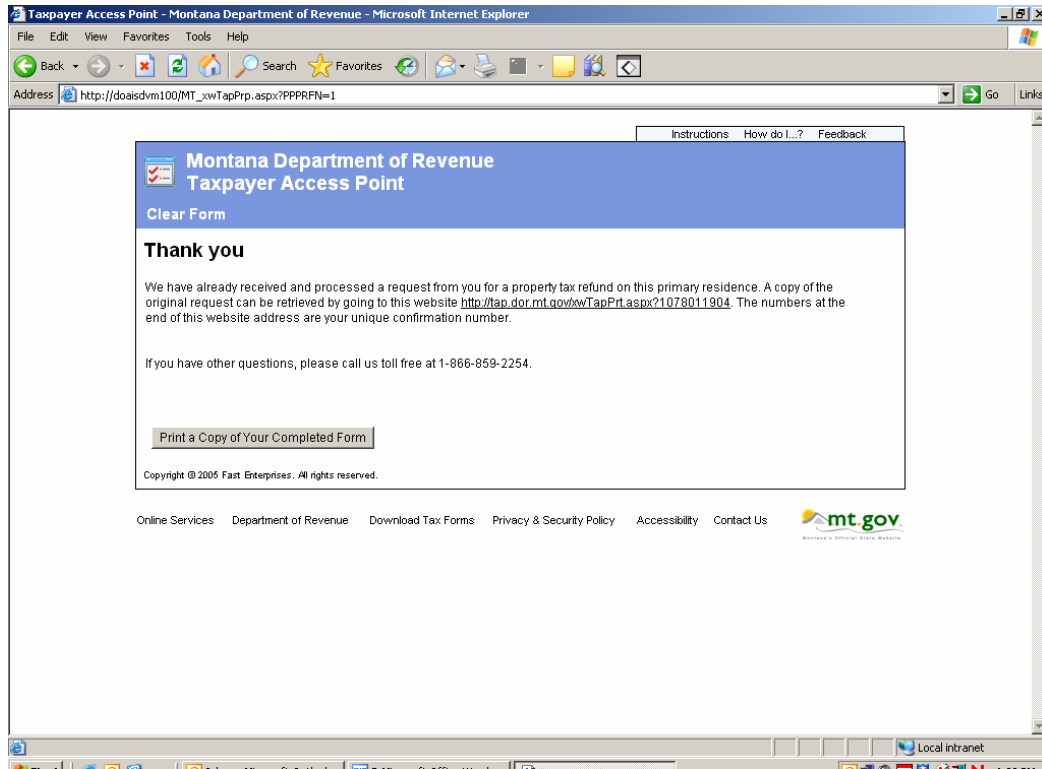 Taxpayer Access Point - Montana Department of Revenue - Microsoft Internet Explorer
File Edit View Favorites Tools Help
Back Search Favorites
Address http://doaisdvm100/MT_xwTapPrp.aspx?PPPRFN=1 Go Links
Instructions How do I...? Feedback
Montana Department of Revenue
Taxpayer Access Point
Clear Form
Thank you
We have already received and processed a request from you for a property tax refund on this primary residence. A copy of the
original request can be retrieved by going to this website http://tap.dor.mt.gov/xwTapPrt.aspx?1078011904. The numbers at the
end of this website address are your unique confirmation number.
If you have other questions, please call us toll free at 1-866-859-2254.
Print a Copy of Your Completed Form
Copyright © 2005 Fast Enterprises. All rights reserved.
Online Services Department of Revenue Download Tax Forms Privacy & Security Policy Accessibility Contact Us mt.gov
Montana's Official State Website
Local intranet